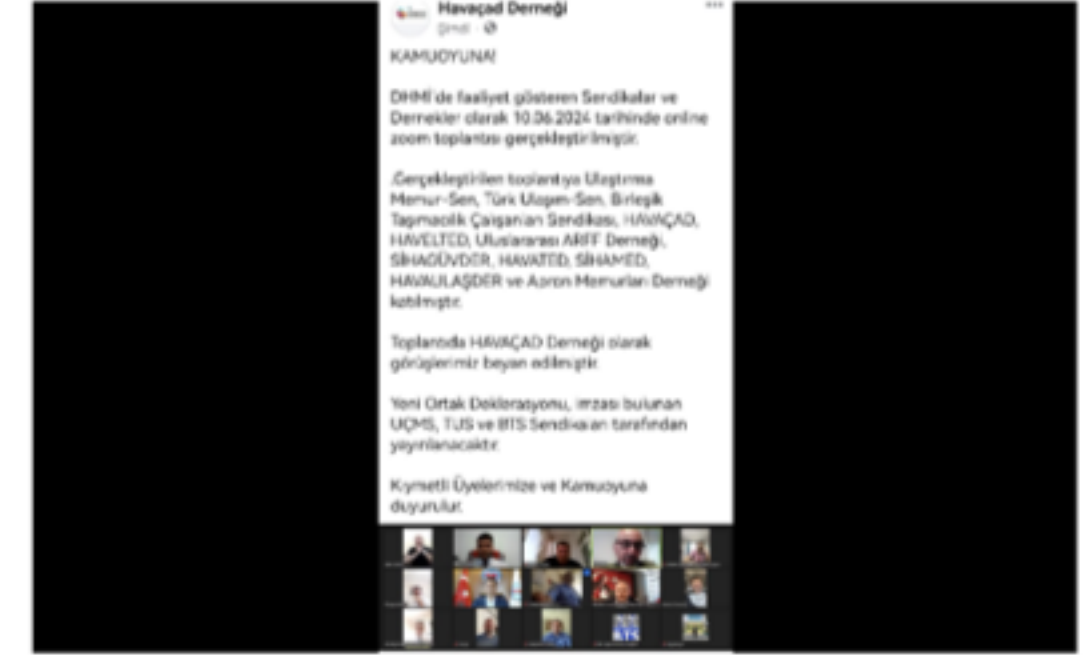 Havaçad Derneği
Şimdi
KAMUOYUNA!
DHMİ'de faaliyet gösteren Sendikalar ve
Dernekler olarak 10.06.2024 tarihinde online
zoom toplantısı gerçekleştirilmiştir.
.Gerçekleştirilen toplantıya Ulaştırma
Memur-Sen, Türk Ulaşım-Sen, Birleşik
Taşımacılık Çalışanları Sendikası, HAVAÇAD,
HAVELTED, Uluslararası ARFF Derneği,
SİHAGÜVDER, HAVATED, SİHAMED,
HAVAULAŞDER ve Apron Memurları Derneği
katılmıştır.
Toplantıda HAVAÇAD Derneği olarak
görüşlerimiz beyan edilmiştir.
Yeni Ortak Deklerasyonu, imzası bulunan
UÇMS, TUS ve BTS Sendikaları tarafından
yayınlanacaktır.
Kıymetli Üyelerimize ve Kamuoyuna
duyurulur.